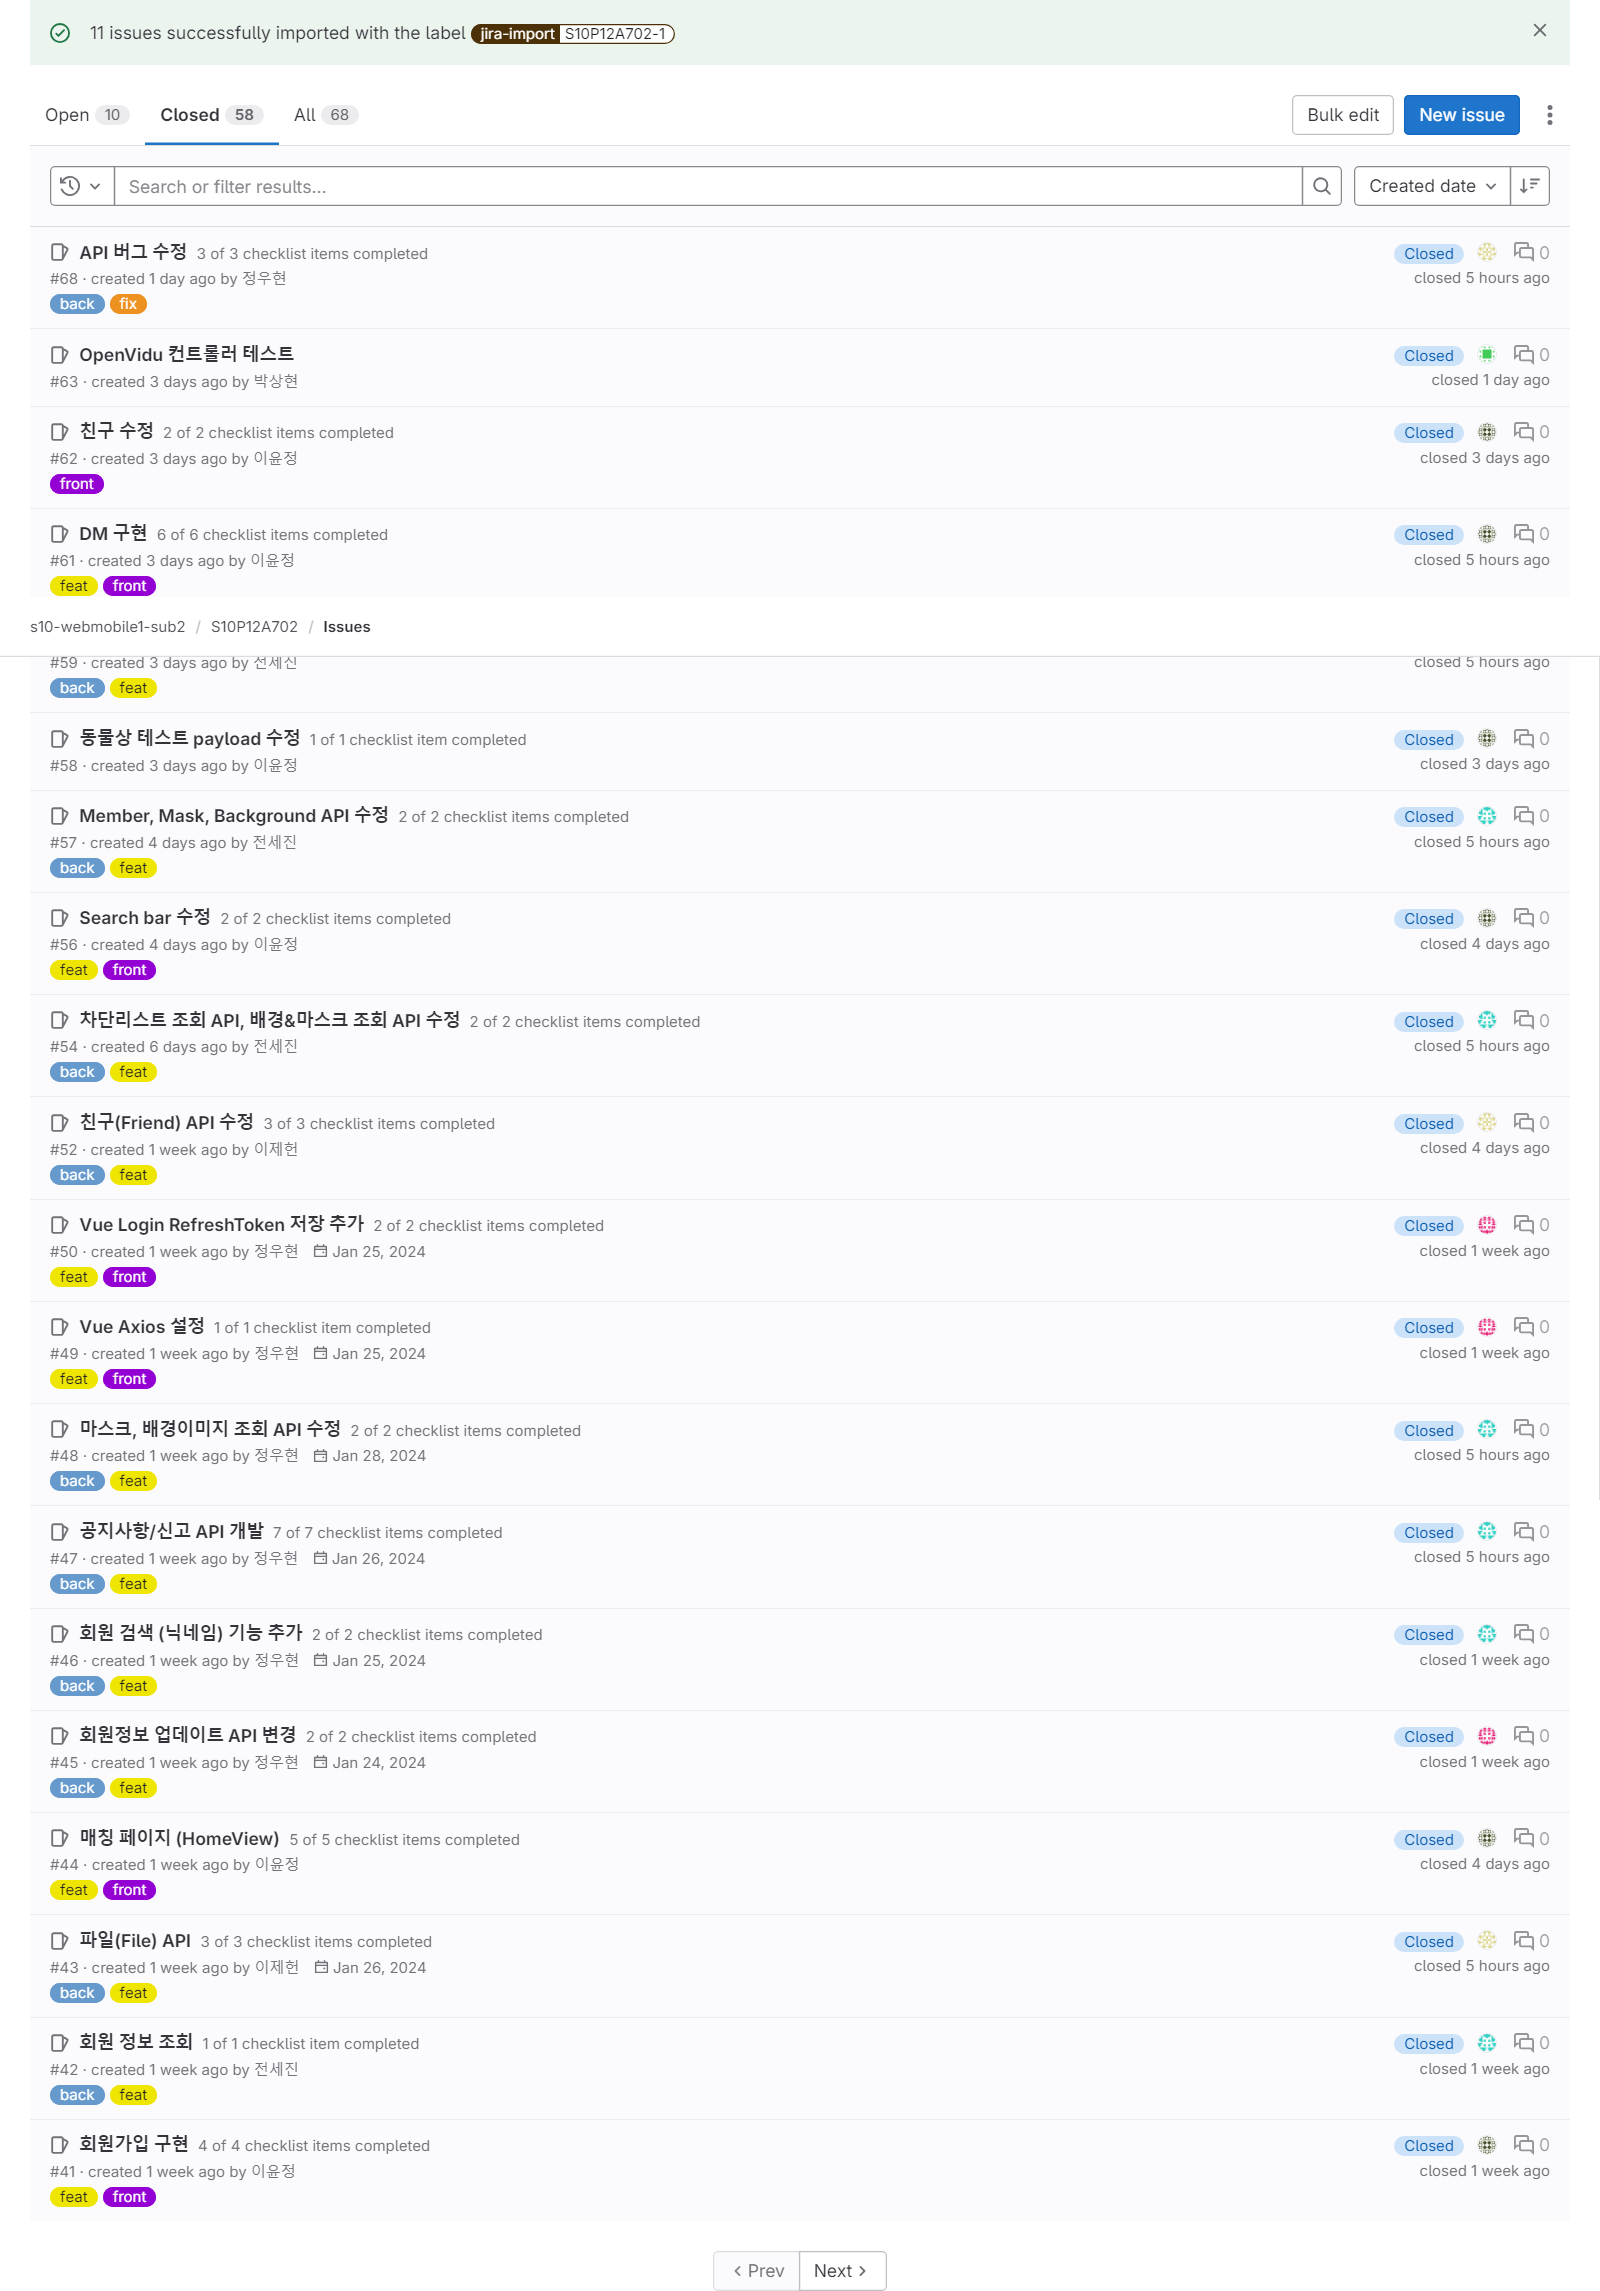 11 issues successfully imported with the label jira-import S10P12A702-1
Open 10 Closed 58 All 68 Bulk edit New issue
Search or filter results... Created date
API 버그 수정 3 of 3 checklist items completed Closed 0
#68 · created 1 day ago by 정우현 closed 5 hours ago
back fix
OpenVidu 컨트롤러 테스트 Closed 0
#63 · created 3 days ago by 박상현 closed 1 day ago
친구 수정 2 of 2 checklist items completed Closed 0
#62 · created 3 days ago by 이윤정 closed 3 days ago
front
DM 구현 6 of 6 checklist items completed Closed 0
#61 · created 3 days ago by 이윤정 closed 5 hours ago
feat front
s10-webmobile1-sub2 / S10P12A702 / Issues
#59 · created 3 days ago by 전세진 closed 5 hours ago
back feat
동물상 테스트 payload 수정 1 of 1 checklist item completed Closed 0
#58 · created 3 days ago by 이윤정 closed 3 days ago
Member, Mask, Background API 수정 2 of 2 checklist items completed Closed 0
#57 · created 4 days ago by 전세진 closed 5 hours ago
back feat
Search bar 수정 2 of 2 checklist items completed Closed 0
#56 · created 4 days ago by 이윤정 closed 4 days ago
feat front
차단리스트 조회 API, 배경&마스크 조회 API 수정 2 of 2 checklist items completed Closed 0
#54 · created 6 days ago by 전세진 closed 5 hours ago
back feat
친구(Friend) API 수정 3 of 3 checklist items completed Closed 0
#52 · created 1 week ago by 이제헌 closed 4 days ago
back feat
Vue Login RefreshToken 저장 추가 2 of 2 checklist items completed Closed 0
#50 · created 1 week ago by 정우현 Jan 25, 2024 closed 1 week ago
feat front
Vue Axios 설정 1 of 1 checklist item completed Closed 0
#49 · created 1 week ago by 정우현 Jan 25, 2024 closed 1 week ago
feat front
마스크, 배경이미지 조회 API 수정 2 of 2 checklist items completed Closed 0
#48 · created 1 week ago by 정우현 Jan 28, 2024 closed 5 hours ago
back feat
공지사항/신고 API 개발 7 of 7 checklist items completed Closed 0
#47 · created 1 week ago by 정우현 Jan 26, 2024 closed 5 hours ago
back feat
회원 검색 (닉네임) 기능 추가 2 of 2 checklist items completed Closed 0
#46 · created 1 week ago by 정우현 Jan 25, 2024 closed 1 week ago
back feat
회원정보 업데이트 API 변경 2 of 2 checklist items completed Closed 0
#45 · created 1 week ago by 정우현 Jan 24, 2024 closed 1 week ago
back feat
매칭 페이지 (HomeView) 5 of 5 checklist items completed Closed 0
#44 · created 1 week ago by 이윤정 closed 4 days ago
feat front
파일(File) API 3 of 3 checklist items completed Closed 0
#43 · created 1 week ago by 이제헌 Jan 26, 2024 closed 5 hours ago
back feat
회원 정보 조회 1 of 1 checklist item completed Closed 0
#42 · created 1 week ago by 전세진 closed 1 week ago
back feat
회원가입 구현 4 of 4 checklist items completed Closed 0
#41 · created 1 week ago by 이윤정 closed 1 week ago
feat front
Prev Next